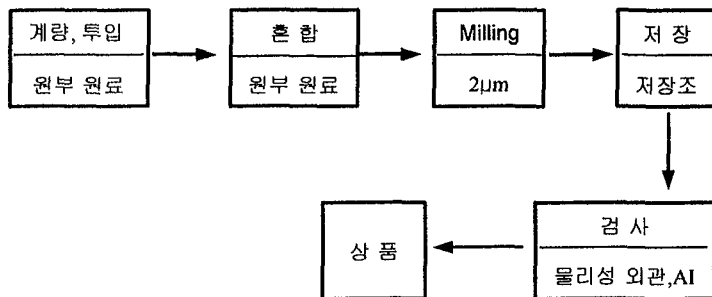 계량, 투입
원부 원료
혼 합
원부 원료
Milling
2μm
저 장
저장조
검 사
물리성 외관,AI
상 품